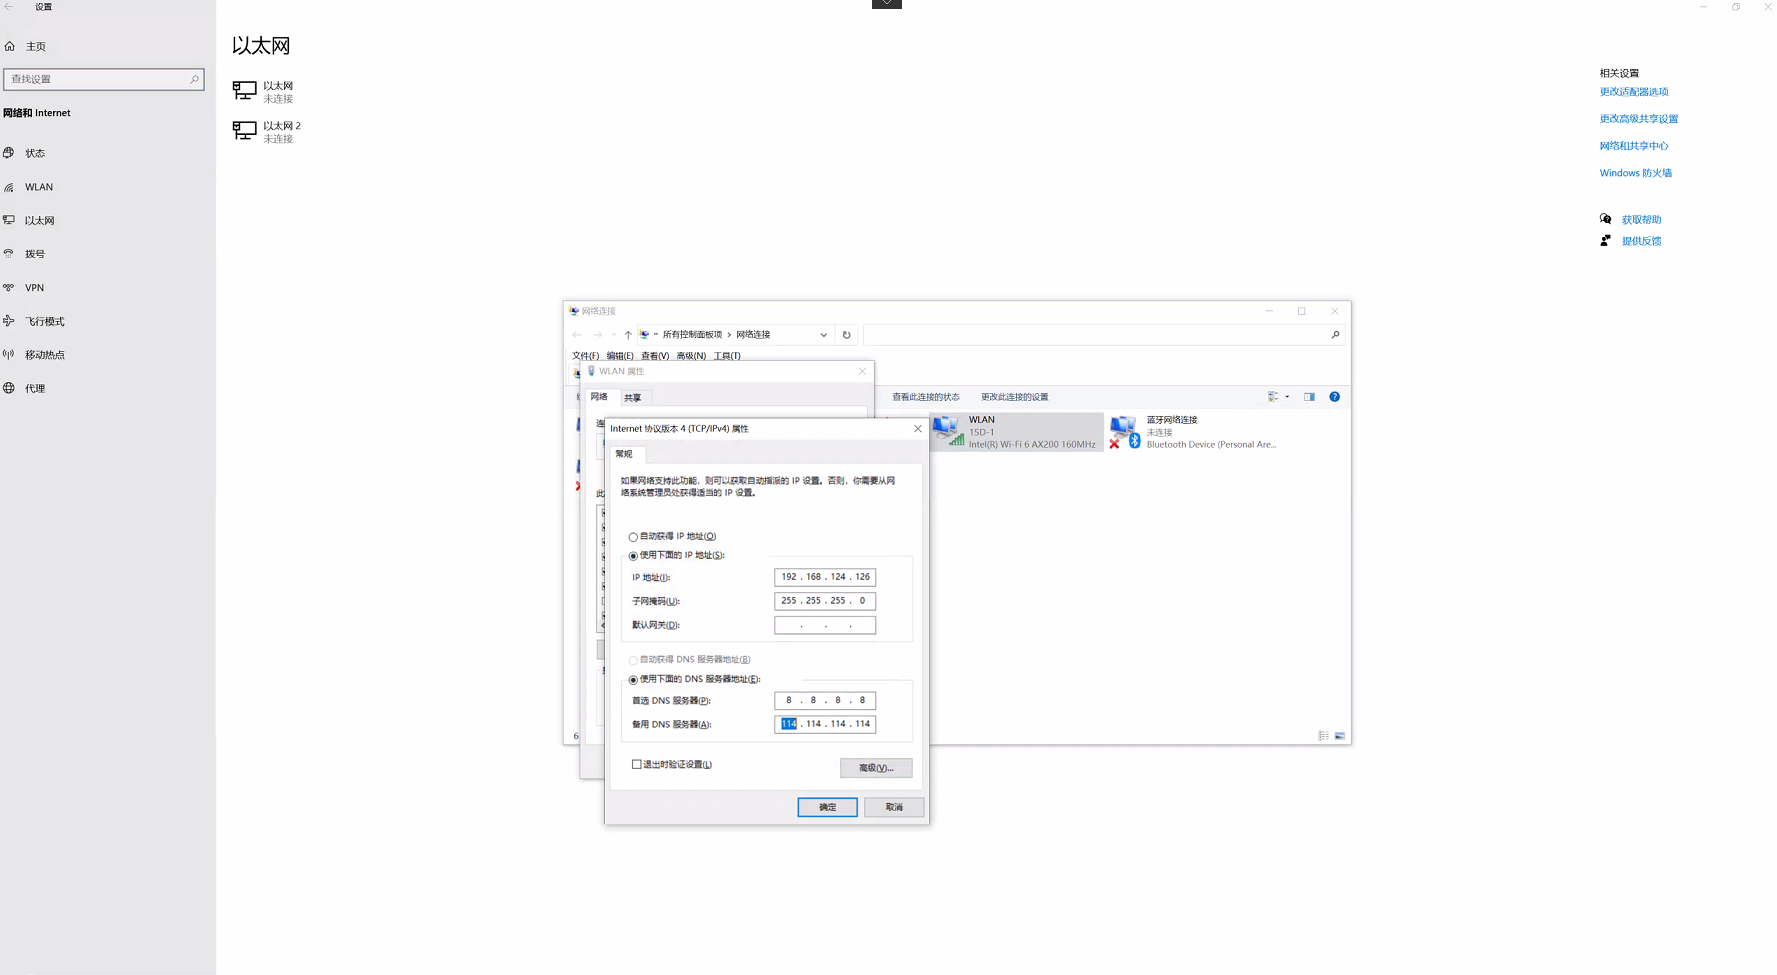 设置
主页
查找设置
网络和 Internet
状态
WLAN
以太网
拨号
VPN
飞行模式
移动热点
代理
以太网
以太网
未连接
以太网 2
未连接
相关设置
更改适配器选项
更改高级共享设置
网络和共享中心
Windows 防火墙
获取帮助
提供反馈
网络连接
所有控制面板项 > 网络连接
文件(F) 编辑(E) 查看(V) 高级(N) 工具(T)
查看此连接的状态 更改此连接的设置
WLAN
15D-1
Intel(R) Wi-Fi 6 AX200 160MHz
蓝牙网络连接
未连接
Bluetooth Device (Personal Are...
WLAN 属性
网络 共享
Internet 协议版本 4 (TCP/IPv4) 属性
常规
如果网络支持此功能，则可以获取自动指派的 IP 设置。否则，你需要从网
络系统管理员处获得适当的 IP 设置。
自动获得 IP 地址(O)
使用下面的 IP 地址(S):
IP 地址(I): 192 . 168 . 124 . 126
子网掩码(U): 255 . 255 . 255 . 0
默认网关(D): . . .
自动获得 DNS 服务器地址(B)
使用下面的 DNS 服务器地址(E):
首选 DNS 服务器(P): 8 . 8 . 8 . 8
备用 DNS 服务器(A): 114 . 114 . 114 . 114
退出时验证设置(L)
高级(V)...
确定 取消
6